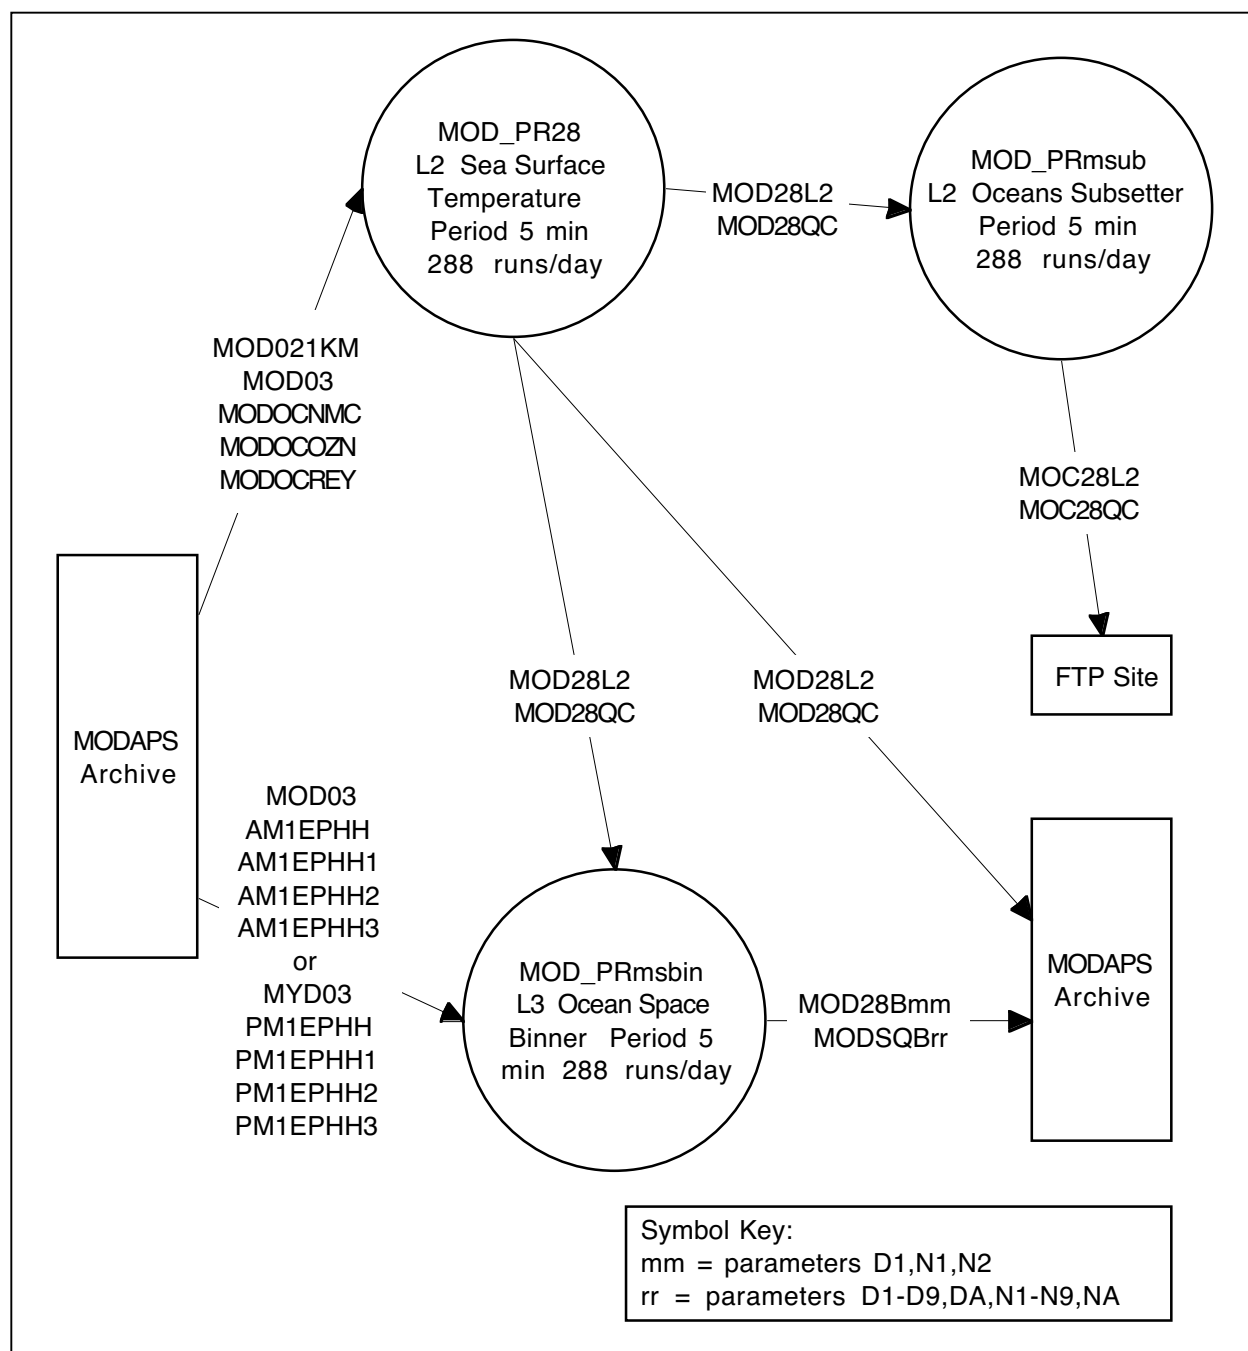 MOD_PR28
L2 Sea Surface
Temperature
Period 5 min
288 runs/day
MOD_PRmsub
L2 Oceans Subsetter
Period 5 min
288 runs/day
MOD28L2
MOD28QC
MOD021KM
MOD03
MODOCNMC
MODOCOZN
MODOCREY
MOC28L2
MOC28QC
FTP Site
MOD28L2
MOD28QC
MOD28L2
MOD28QC
MODAPS
Archive
MOD03
AM1EPHH
AM1EPHH1
AM1EPHH2
AM1EPHH3
or
MYD03
PM1EPHH
PM1EPHH1
PM1EPHH2
PM1EPHH3
MOD_PRmsbin
L3 Ocean Space
Binner Period 5
min 288 runs/day
MOD28Bmm
MODSQBrr
MODAPS
Archive
Symbol Key:
mm = parameters D1,N1,N2
rr = parameters D1-D9,DA,N1-N9,NA